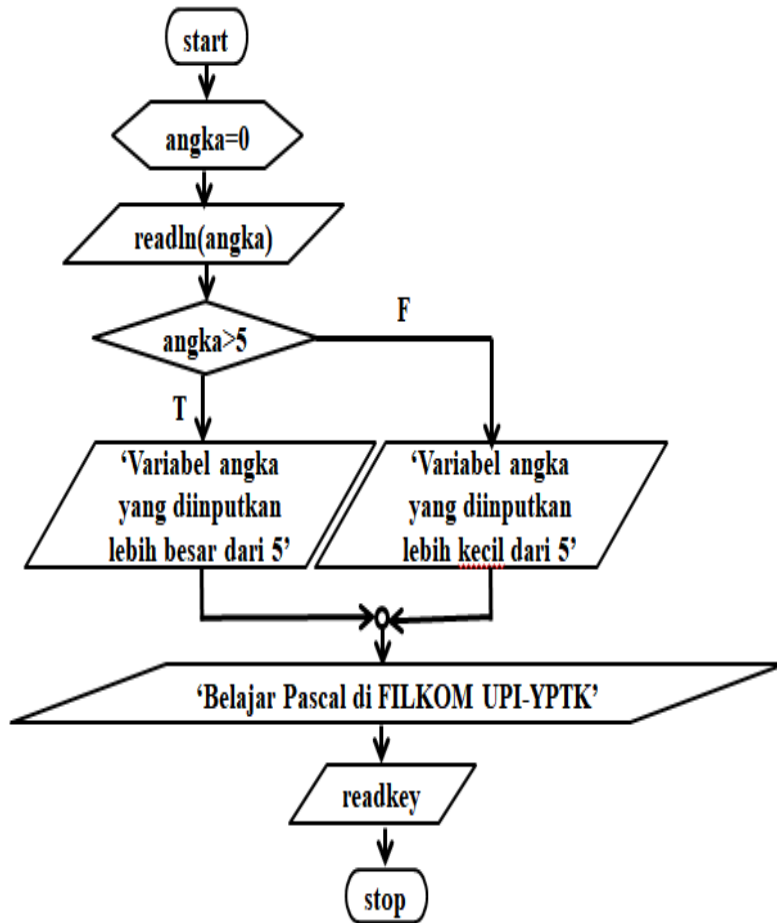 start
angka=0
readln(angka)
angka>5
F
T
‘Variabel angka
yang diinputkan
lebih besar dari 5’
‘Variabel angka
yang diinputkan
lebih kecil dari 5’
‘Belajar Pascal di FILKOM UPI-YPTK’
readkey
stop